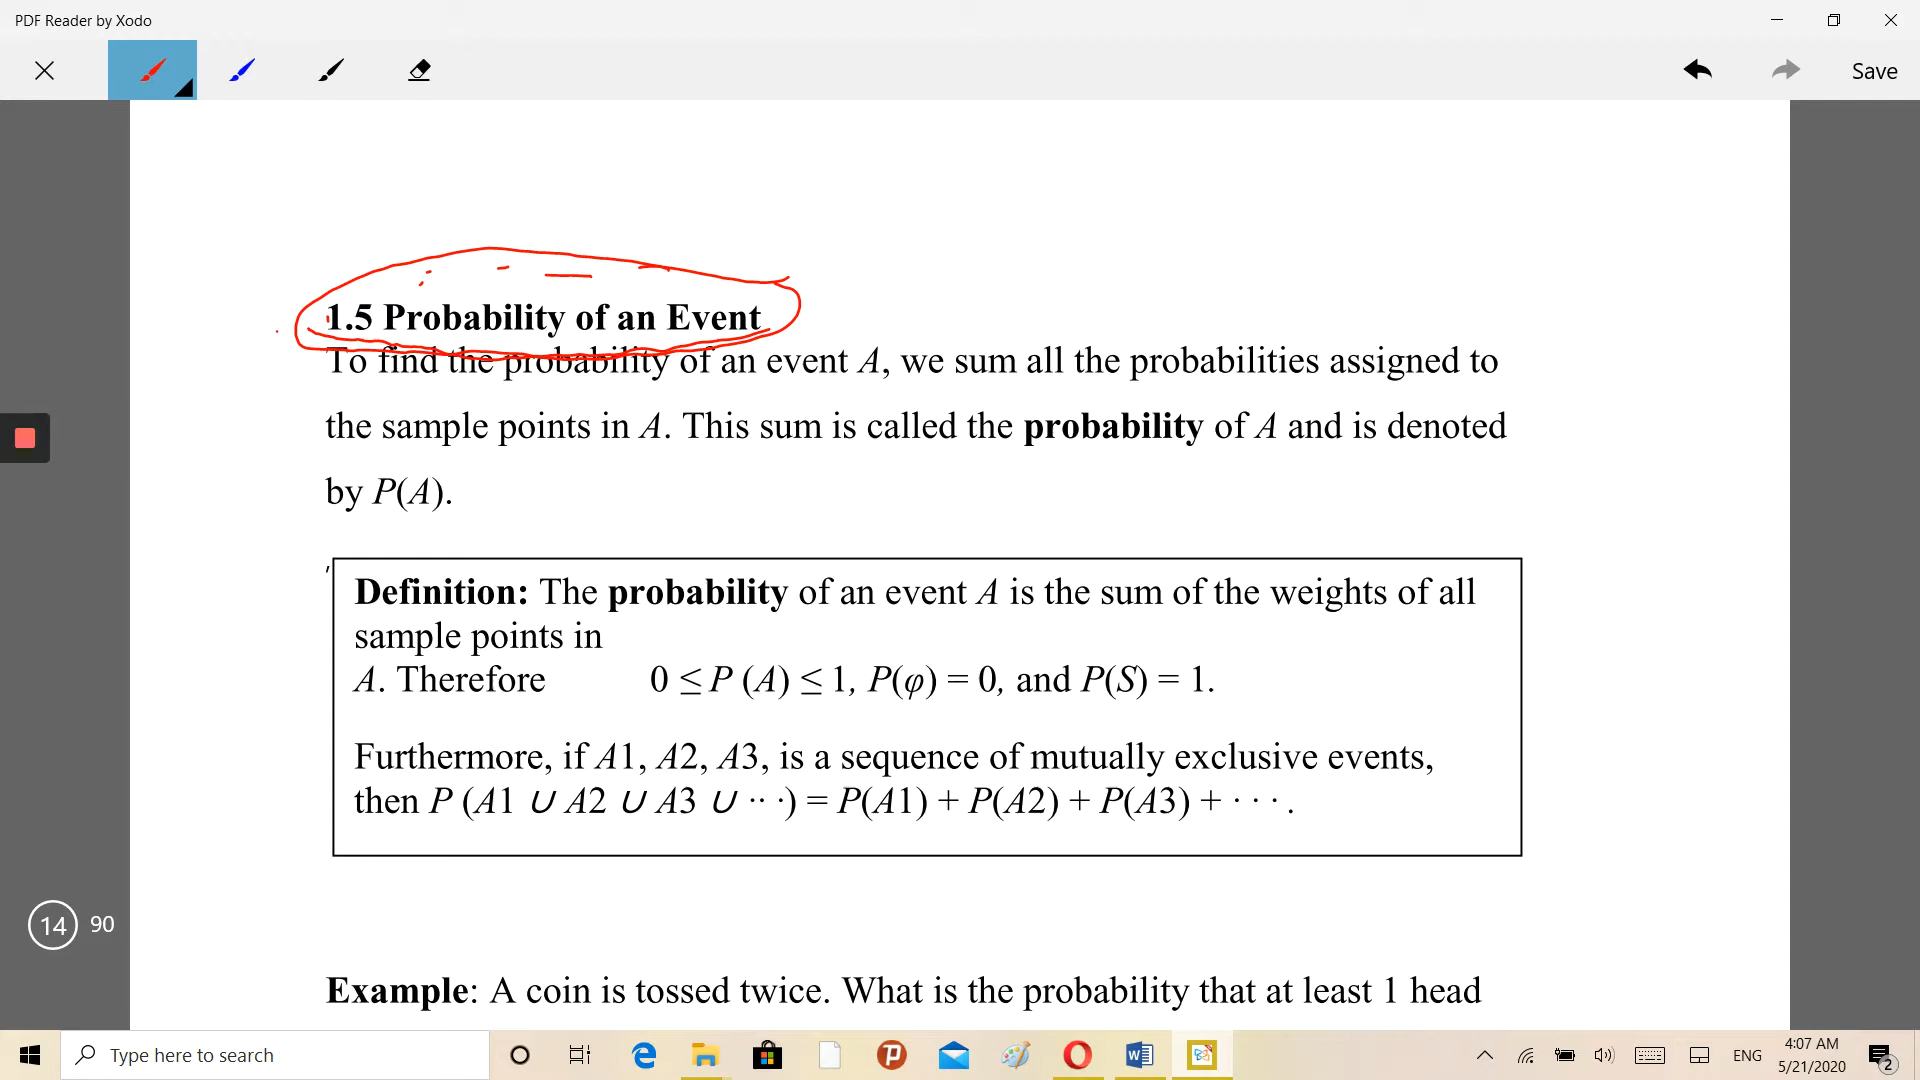 PDF Reader by Xodo
Save
1.5 Probability of an Event
To find the probability of an event A, we sum all the probabilities assigned to
the sample points in A. This sum is called the probability of A and is denoted
by P(A).
Definition: The probability of an event A is the sum of the weights of all
sample points in
A. Therefore 0 ≤ P (A) ≤ 1, P(φ) = 0, and P(S) = 1.
Furthermore, if A1, A2, A3, is a sequence of mutually exclusive events,
then P (A1 ∪ A2 ∪ A3 ∪ ·· ·) = P(A1) + P(A2) + P(A3) + · · · .
14 90
Example: A coin is tossed twice. What is the probability that at least 1 head
Type here to search
ENG
4:07 AM
5/21/2020
2